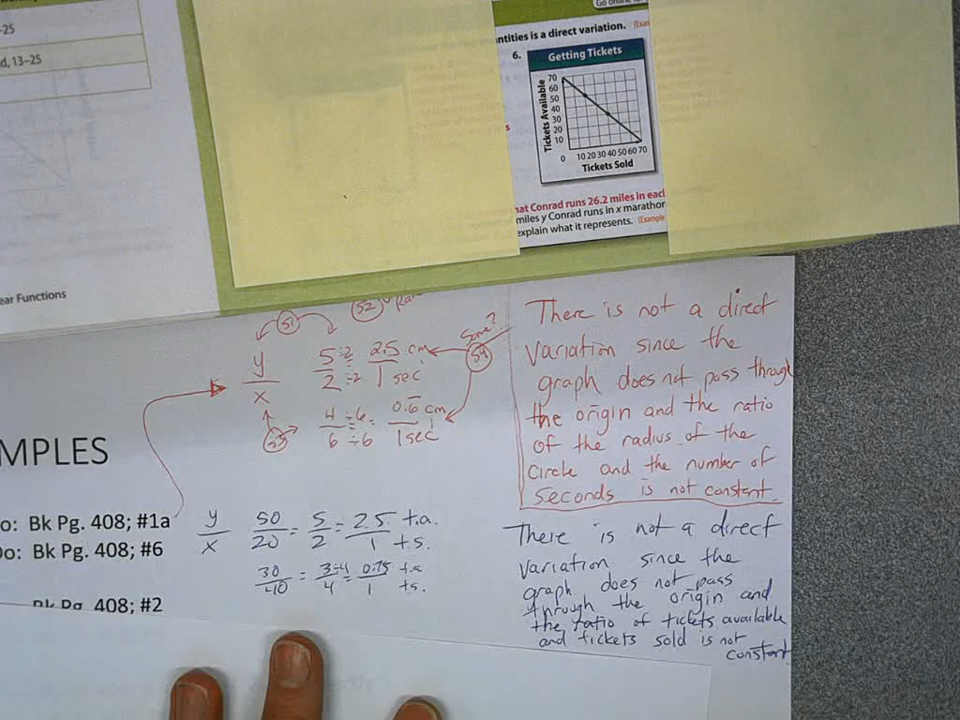 Go online
-25
d, 13–25
ntities is a direct variation.
6.
Getting Tickets
Tickets Available
70
60
50
40
30
20
10
0
10 20 30 40 50 60 70
Tickets Sold
s
hat Conrad runs 26.2 miles in each
miles y Conrad runs in x marathon
explain what it represents. (Example
ear Functions
S1
S2
y
x
5 ÷2 = 2.5 cm
2 ÷2 1 sec
Same?
S4
S3
4 ÷6 = 0.6 cm
6 ÷6 1 sec
There is not a direct
variation since the
graph does not pass through
the origin and the ratio
of the radius of the
circle and the number of
seconds is not constant.
MPLES
o: Bk Pg. 408; #1a
Do: Bk Pg. 408; #6
Bk Pg. 408; #2
y
x
50 = 5 = 2.5 t.a.
20 2 1 t.s.
30 = 3÷4 = 0.75 t.a
40 4 1 t.s.
There is not a direct
variation since the
graph does not pass
through the origin and
the ratio of tickets available
and tickets sold is not
constant